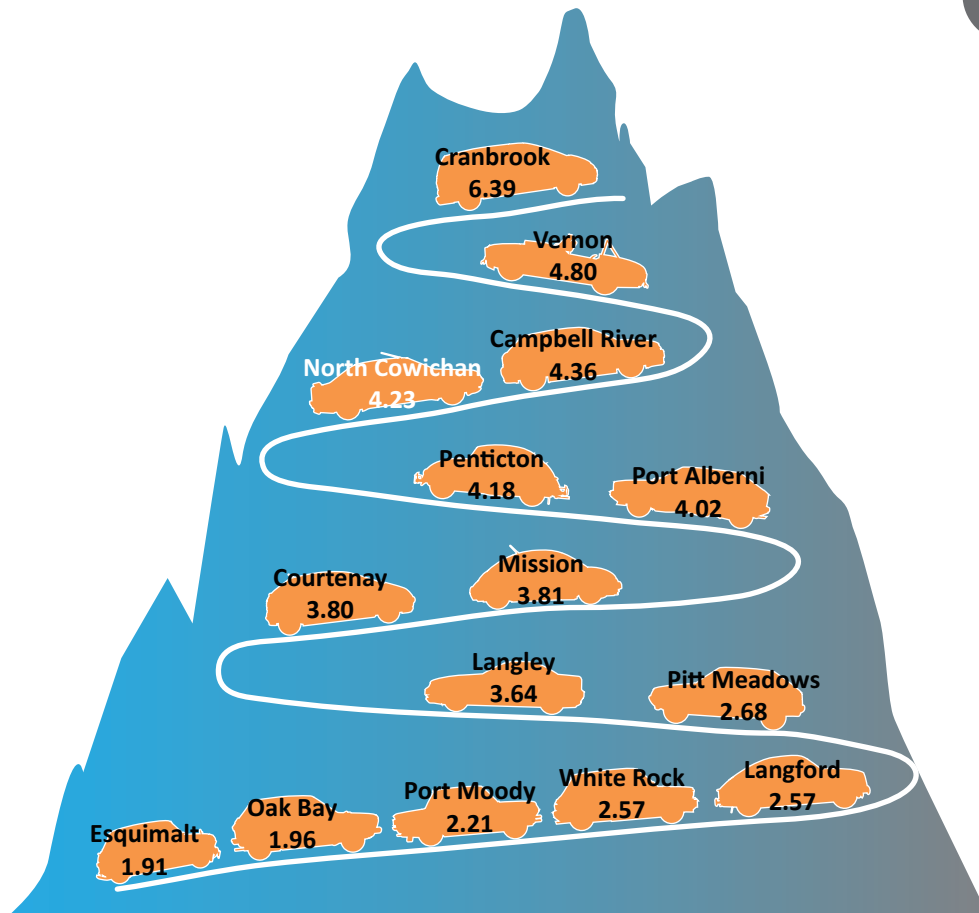 Cranbrook
6.39
Vernon
4.80
Campbell River
4.36
North Cowichan
4.23
Penticton
4.18
Port Alberni
4.02
Mission
3.81
Courtenay
3.80
Langley
3.64
Pitt Meadows
2.68
Langford
2.57
White Rock
2.57
Port Moody
2.21
Oak Bay
1.96
Esquimalt
1.91